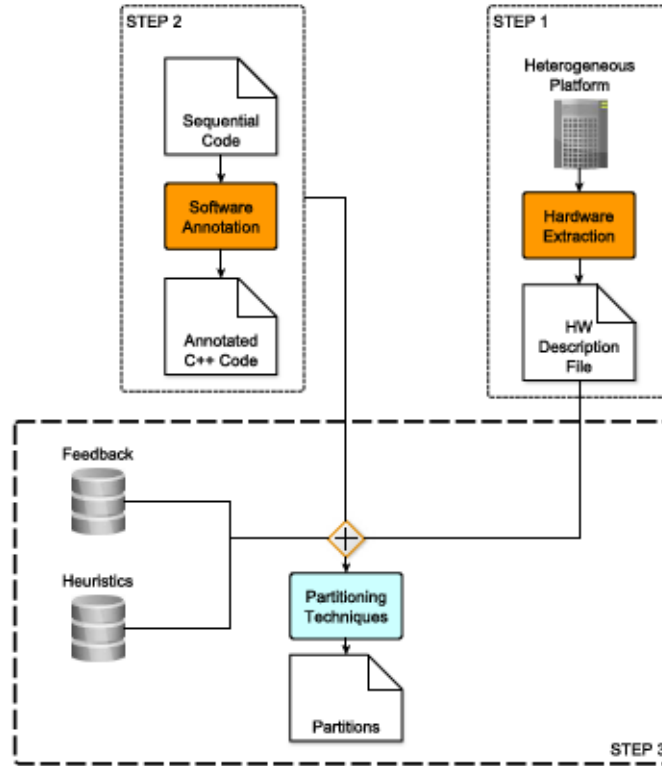 STEP 2
Sequential
Code
Software
Annotation
Annotated
C++ Code
STEP 1
Heterogeneous
Platform
Hardware
Extraction
HW
Description
File
Feedback
Heuristics
Partitioning
Techniques
Partitions
STEP 3